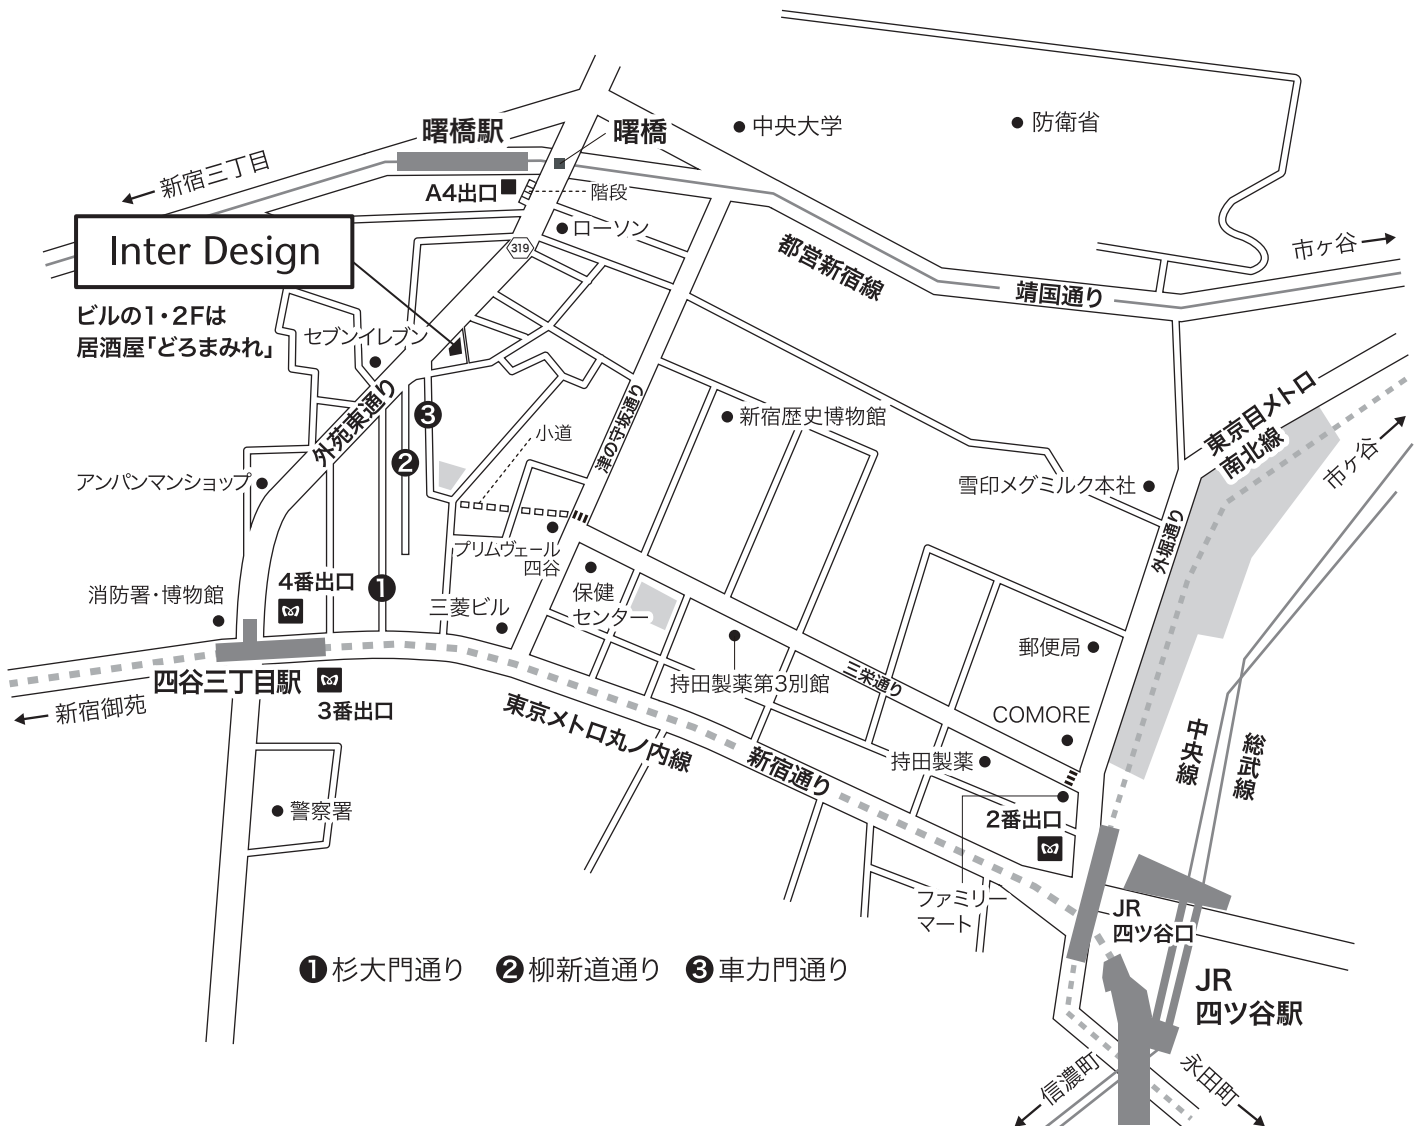 曙橋駅
曙橋
中央大学
防衛省
新宿三丁目
A4出口
階段
ローソン
319
Inter Design
都営新宿線
靖国通り
市ヶ谷
ビルの1・2Fは
居酒屋「どろまみれ」
セブンイレブン
外苑東通り
3
2
小道
津の守坂通り
新宿歴史博物館
東京目メトロ
南北線
市ヶ谷
アンパンマンショップ
雪印メグミルク本社
外堀通り
プリムヴェール
四谷
4番出口
1
消防署・博物館
三菱ビル
保健
センター
郵便局
四谷三丁目駅
3番出口
新宿御苑
持田製薬第3別館
三栄通り
COMORE
東京メトロ丸ノ内線
新宿通り
持田製薬
中央線
総武線
警察署
2番出口
ファミリー
マート
JR
四ツ谷口
1 杉大門通り 2 柳新道通り 3 車力門通り
JR
四ツ谷駅
信濃町
永田町